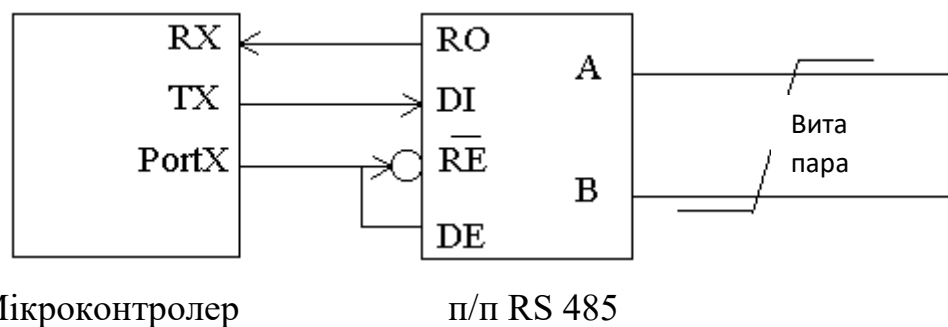 RX
TX
PortX
RO
DI
RE
DE
A
B
Вита
пара
Мікроконтролер
п/п RS 485